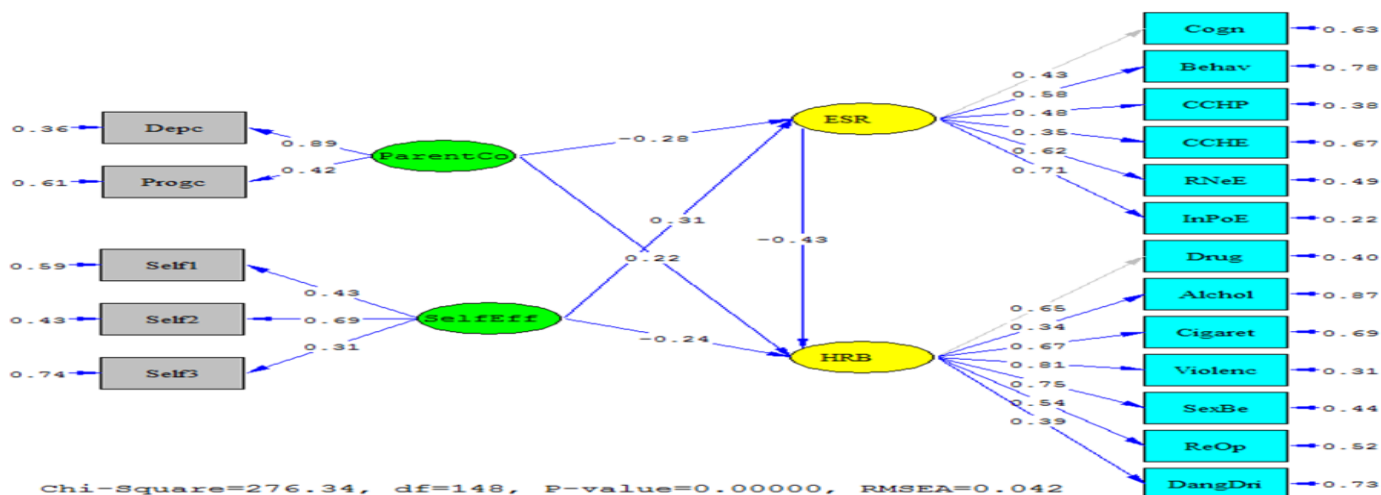 Cogn
0.63
0.43
Behav
0.78
0.58
CCHP
0.38
0.48
CCHE
0.67
0.35
RNeE
0.49
0.62
InPoE
0.22
0.71
0.36
Depc
0.89
ParentCo
-0.28
ESR
0.61
Progc
0.42
0.31
-0.43
0.22
Drug
0.40
0.65
0.59
Self1
0.43
Alchol
0.87
0.34
0.43
Self2
0.69
SelfEff
-0.24
HRB
Cigaret
0.69
0.67
0.74
Self3
0.31
Violenc
0.31
0.81
SexBe
0.44
0.75
ReOp
0.52
0.54
DangDri
0.73
0.39
Chi-Square=276.34, df=148, P-value=0.00000, RMSEA=0.042